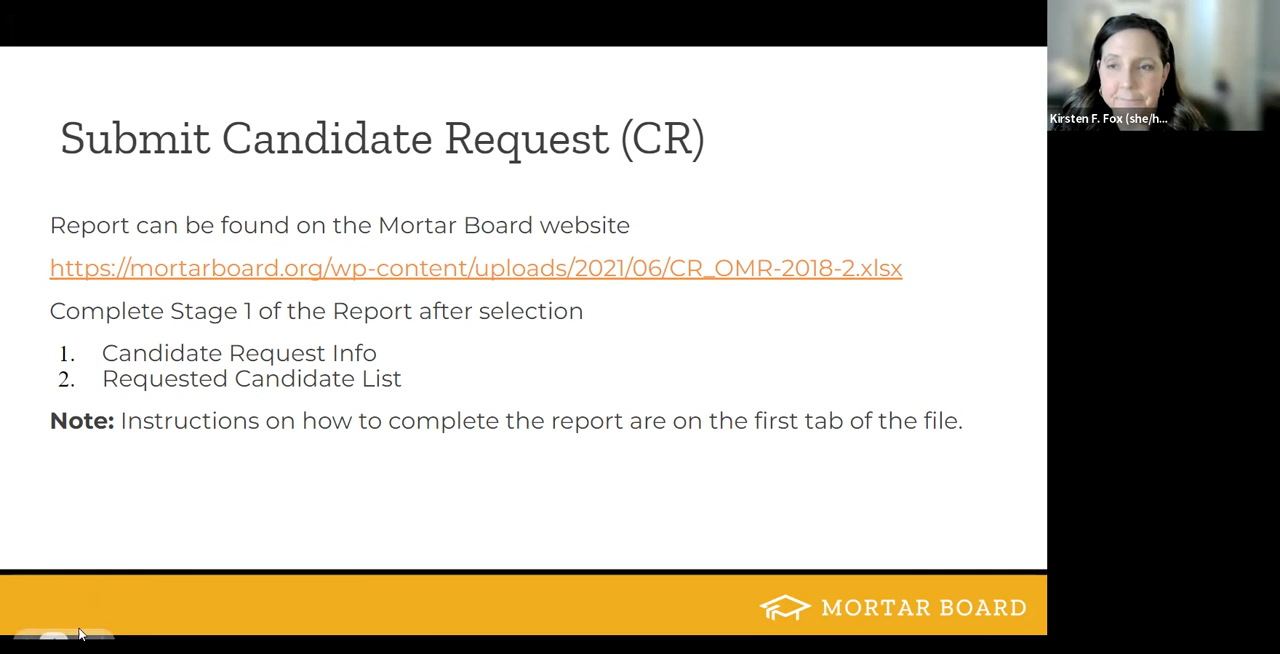 Submit Candidate Request (CR)
Report can be found on the Mortar Board website
https://mortarboard.org/wp-content/uploads/2021/06/CR_OMR-2018-2.xlsx
Complete Stage 1 of the Report after selection
1. Candidate Request Info
2. Requested Candidate List
Note: Instructions on how to complete the report are on the first tab of the file.
MORTAR BOARD
Kirsten F. Fox (she/h...